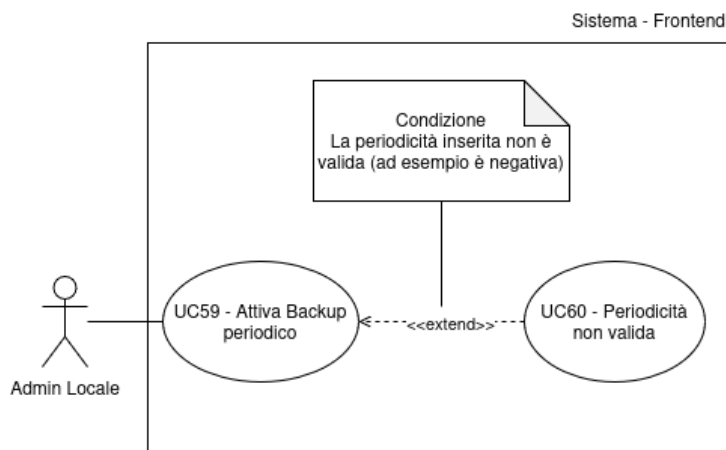 Sistema - Frontend
Condizione
La periodicità inserita non è
valida (ad esempio è negativa)
UC59 - Attiva Backup
periodico
<<extend>>
UC60 - Periodicità
non valida
Admin Locale